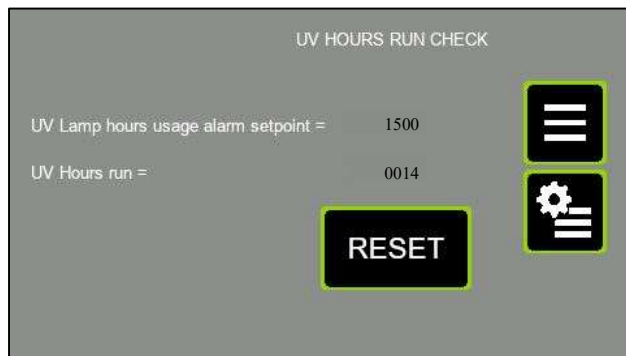 UV HOURS RUN CHECK
UV Lamp hours usage alarm setpoint = 1500
UV Hours run = 0014
RESET